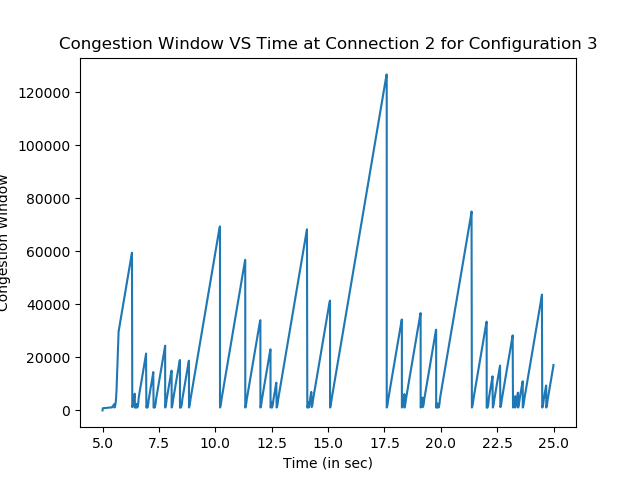 Congestion Window VS Time at Connection 2 for Configuration 3
120000
100000
80000
60000
40000
20000
0
Congestion Window
5.0 7.5 10.0 12.5 15.0 17.5 20.0 22.5 25.0
Time (in sec)